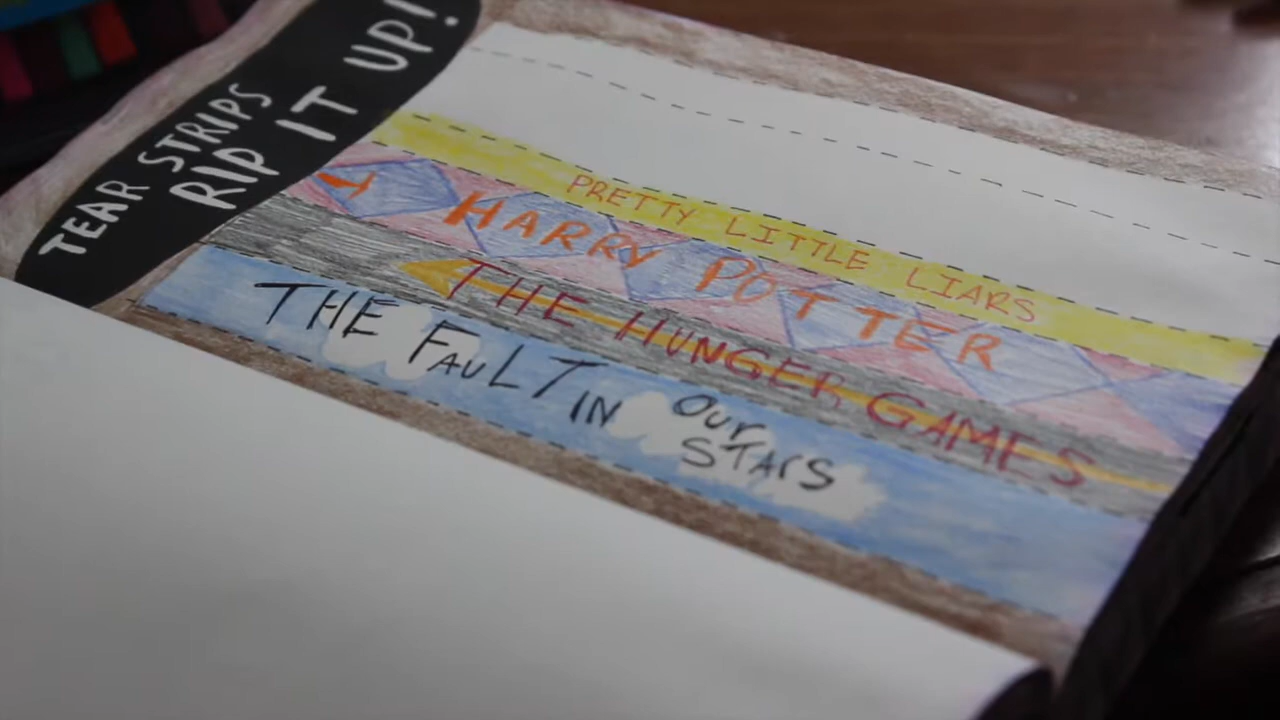 TEAR STRIPS
RIP IT UP!
PRETTY LITTLE LIARS
HARRY POTTER
THE HUNGER GAMES
THE FAULT IN OUR STARS